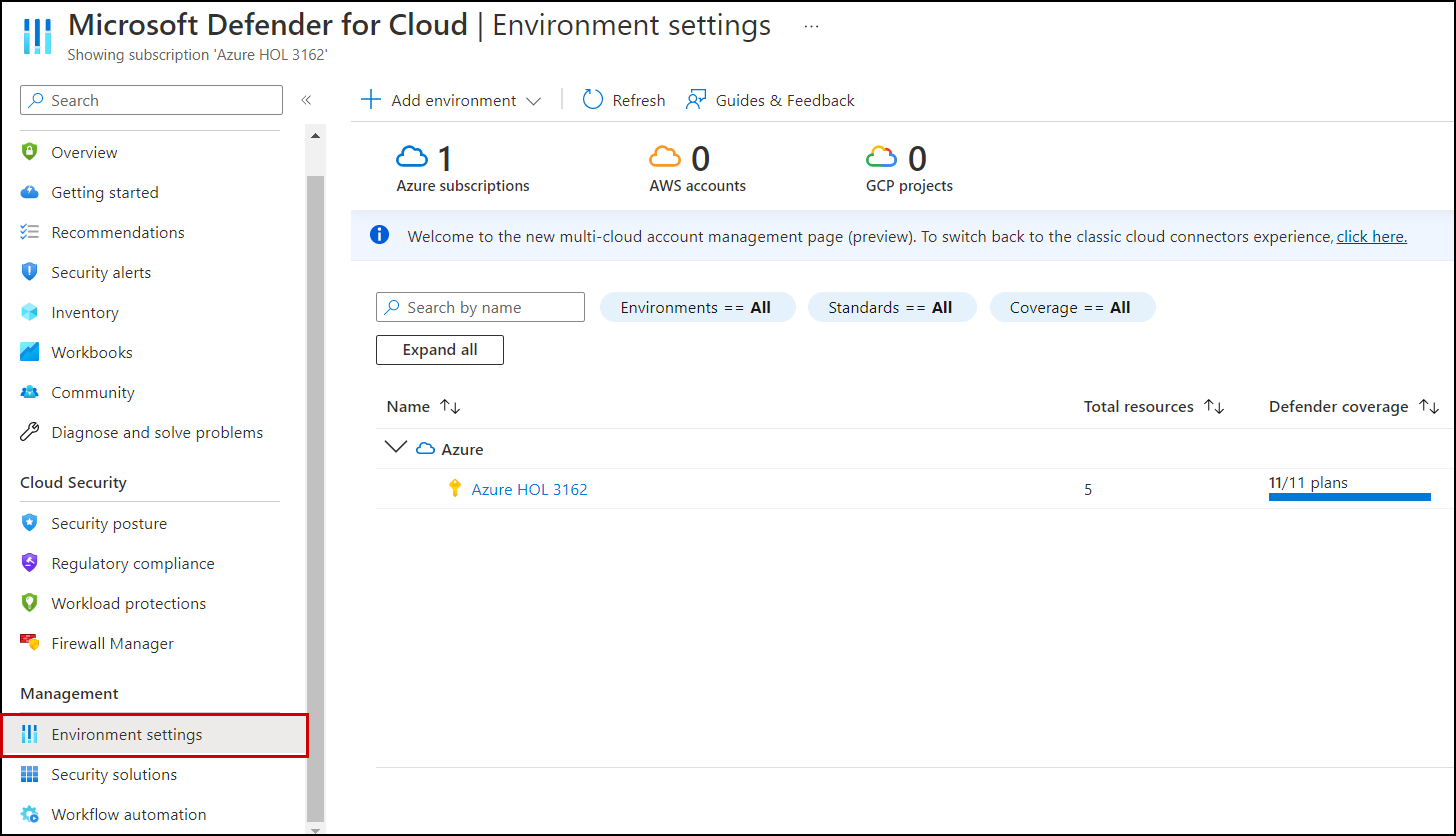 Microsoft Defender for Cloud | Environment settings ...
Showing subscription 'Azure HOL 3162'
Search
«
Overview
Getting started
Recommendations
Security alerts
Inventory
Workbooks
Community
Diagnose and solve problems
Cloud Security
Security posture
Regulatory compliance
Workload protections
Firewall Manager
Management
Environment settings
Security solutions
Workflow automation
Add environment
Refresh
Guides & Feedback
1
Azure subscriptions
0
AWS accounts
0
GCP projects
Welcome to the new multi-cloud account management page (preview). To switch back to the classic cloud connectors experience, click here.
Search by name
Environments == All
Standards == All
Coverage == All
Expand all
Name ↑↓ Total resources ↑↓ Defender coverage ↑↓
Azure
Azure HOL 3162 5 11/11 plans